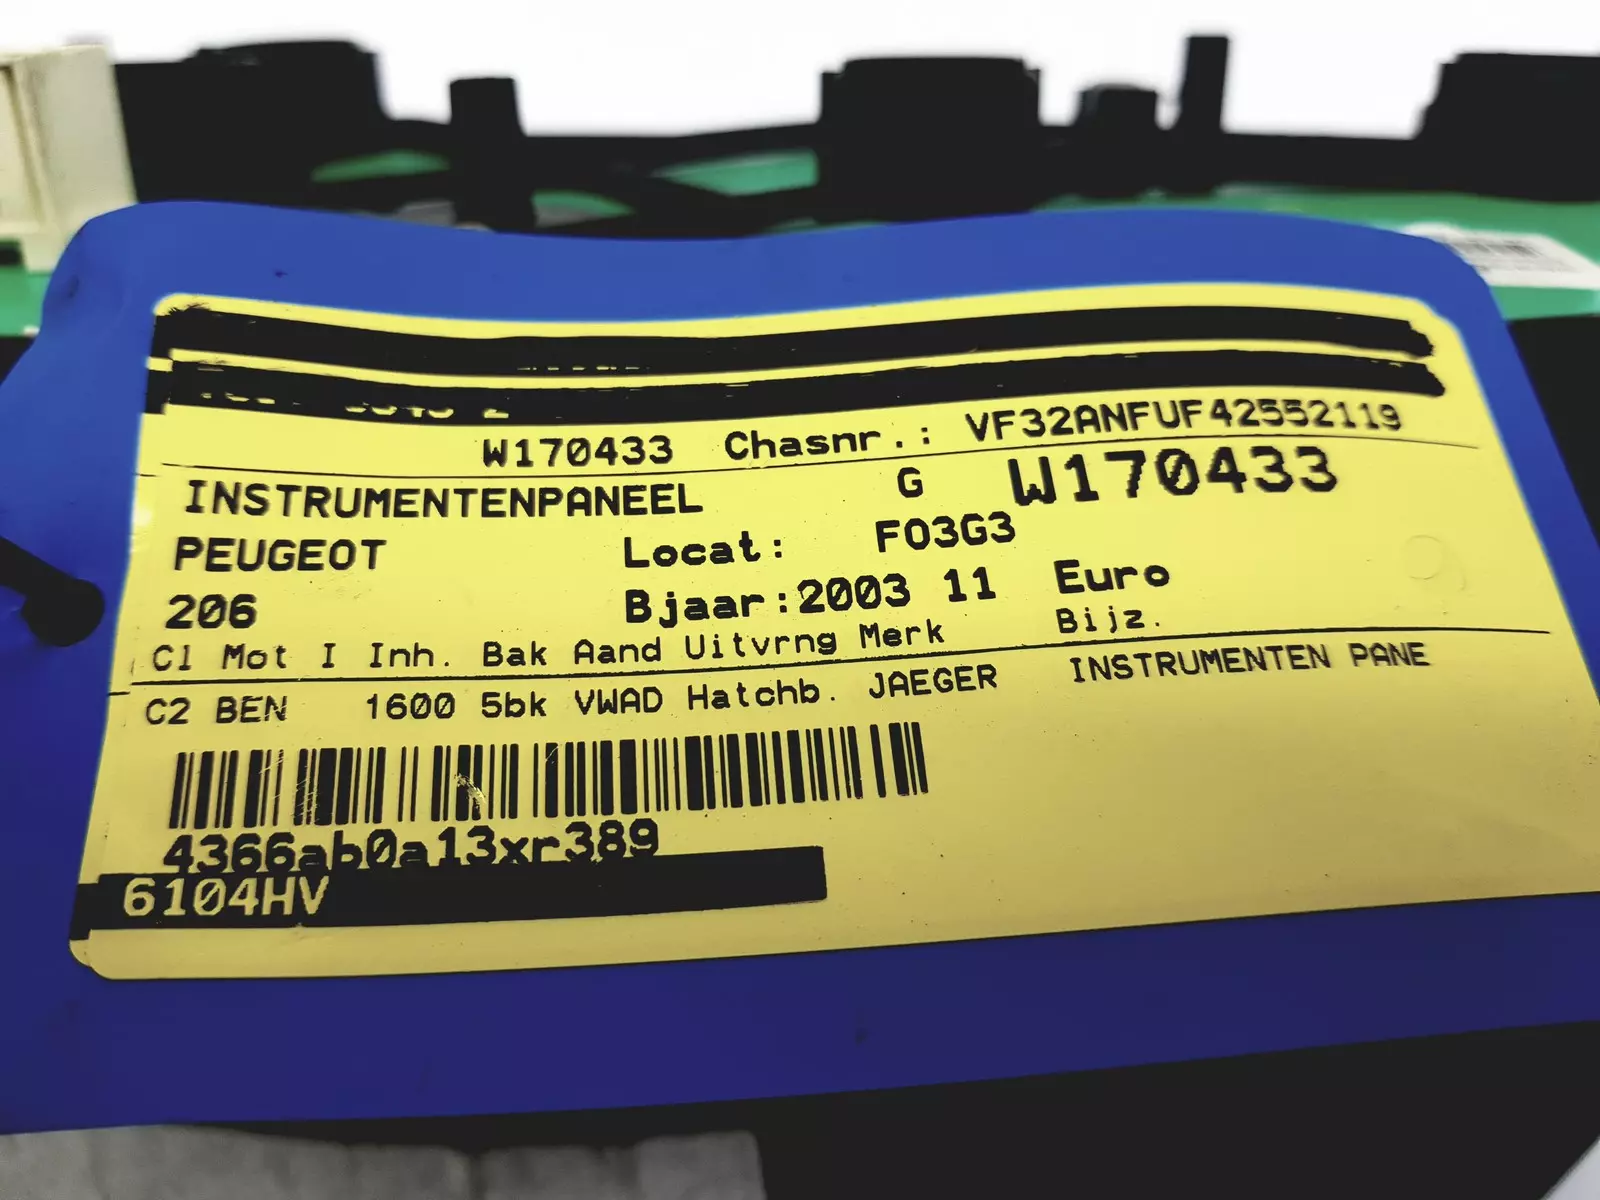 W170433 Chasnr.: VF32ANFUF42552119
INSTRUMENTENPANEEL G W170433
PEUGEOT Locat: F03G3
206 Bjaar:2003 11 Euro
Cl Mot I Inh. Bak Aand Uitvrng Merk Bijz.
C2 BEN 1600 5bk VWAD Hatchb. JAEGER INSTRUMENTEN PANE
4366ab0a13xr389
6104HV